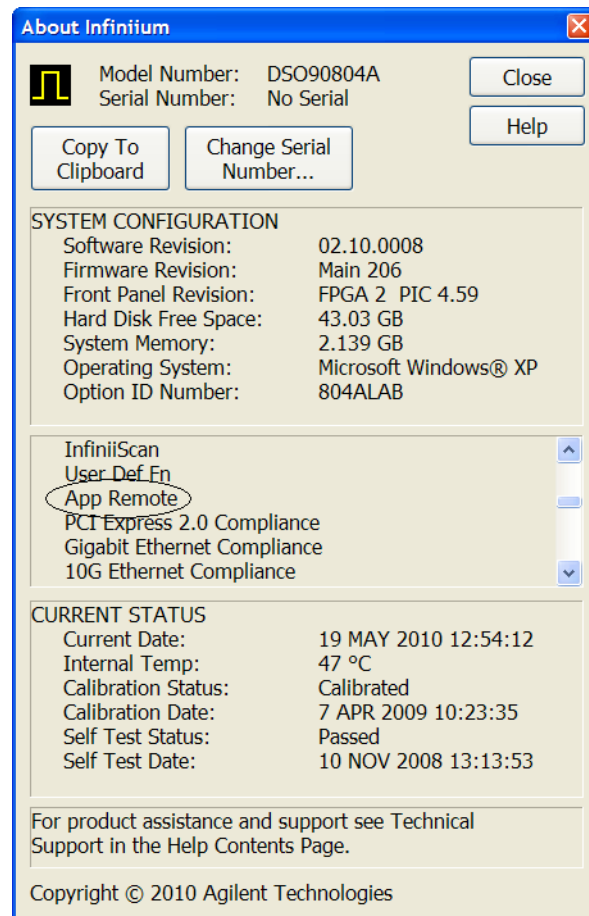 About Infiniium
Model Number: DSO90804A
Serial Number: No Serial
Close
Help
Copy To
Clipboard
Change Serial
Number...
SYSTEM CONFIGURATION
Software Revision: 02.10.0008
Firmware Revision: Main 206
Front Panel Revision: FPGA 2 PIC 4.59
Hard Disk Free Space: 43.03 GB
System Memory: 2.139 GB
Operating System: Microsoft Windows® XP
Option ID Number: 804ALAB
InfiniiScan
User Def Fn
App Remote
PCI Express 2.0 Compliance
Gigabit Ethernet Compliance
10G Ethernet Compliance
CURRENT STATUS
Current Date: 19 MAY 2010 12:54:12
Internal Temp: 47 °C
Calibration Status: Calibrated
Calibration Date: 7 APR 2009 10:23:35
Self Test Status: Passed
Self Test Date: 10 NOV 2008 13:13:53
For product assistance and support see Technical
Support in the Help Contents Page.
Copyright © 2010 Agilent Technologies